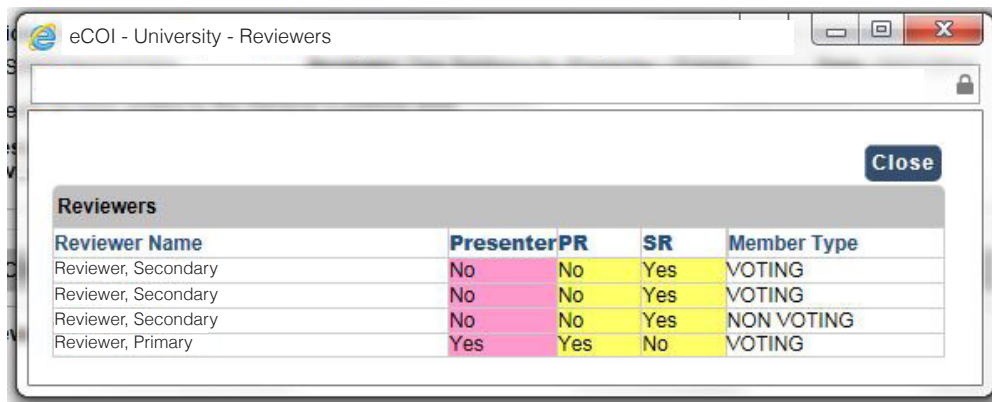 eCOI - University - Reviewers
Close
Reviewers
Reviewer Name Presenter PR SR Member Type
Reviewer, Secondary No No Yes VOTING
Reviewer, Secondary No No Yes VOTING
Reviewer, Secondary No No Yes NON VOTING
Reviewer, Primary Yes Yes No VOTING